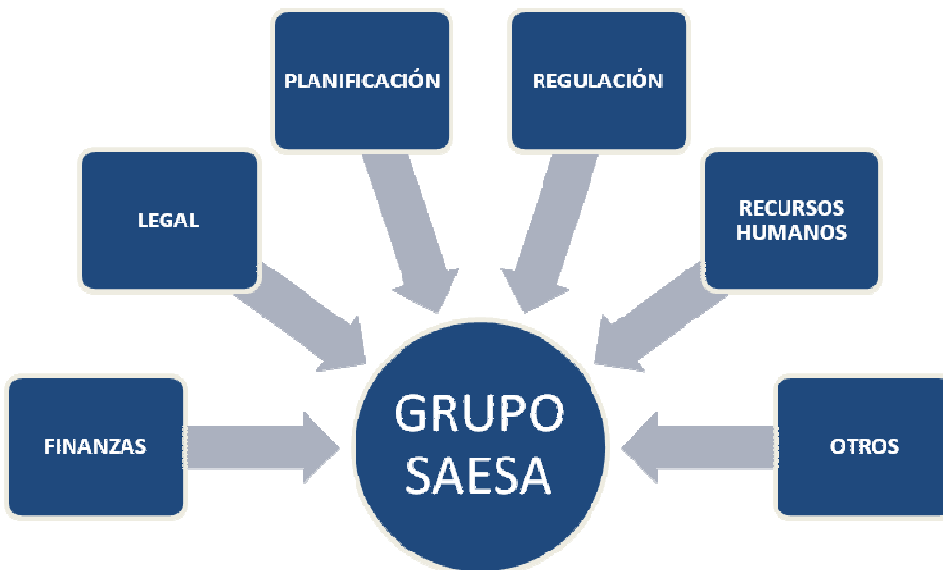 PLANIFICACIÓN
REGULACIÓN
LEGAL
RECURSOS
HUMANOS
FINANZAS
GRUPO
SAESA
OTROS